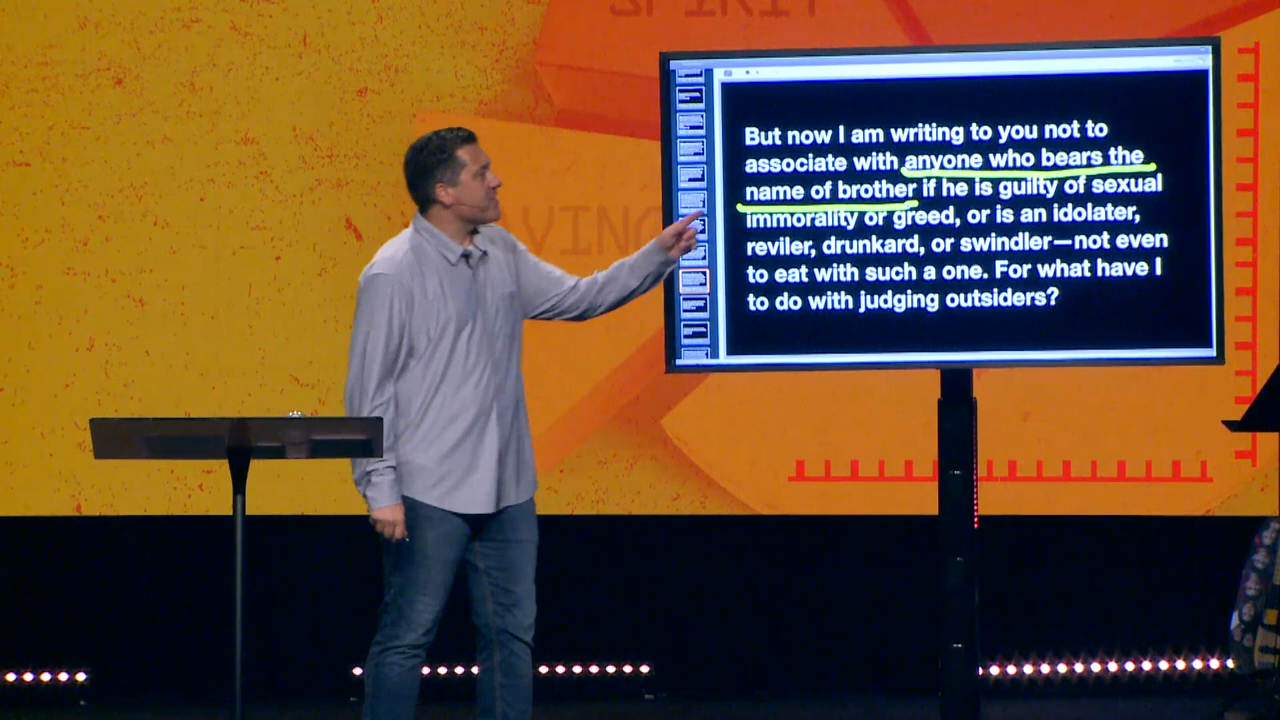 SPIRIT
VING
But now I am writing to you not to
associate with anyone who bears the
name of brother if he is guilty of sexual
immorality or greed, or is an idolater,
reviler, drunkard, or swindler—not even
to eat with such a one. For what have I
to do with judging outsiders?